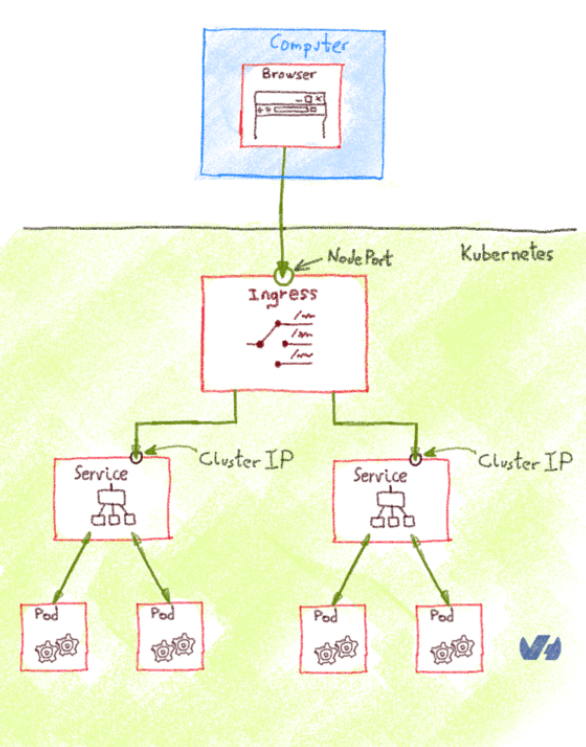 Computer
Browser
NodePort
Kubernetes
Ingress
Cluster IP
Cluster IP
Service
Service
Pod
Pod
Pod
Pod